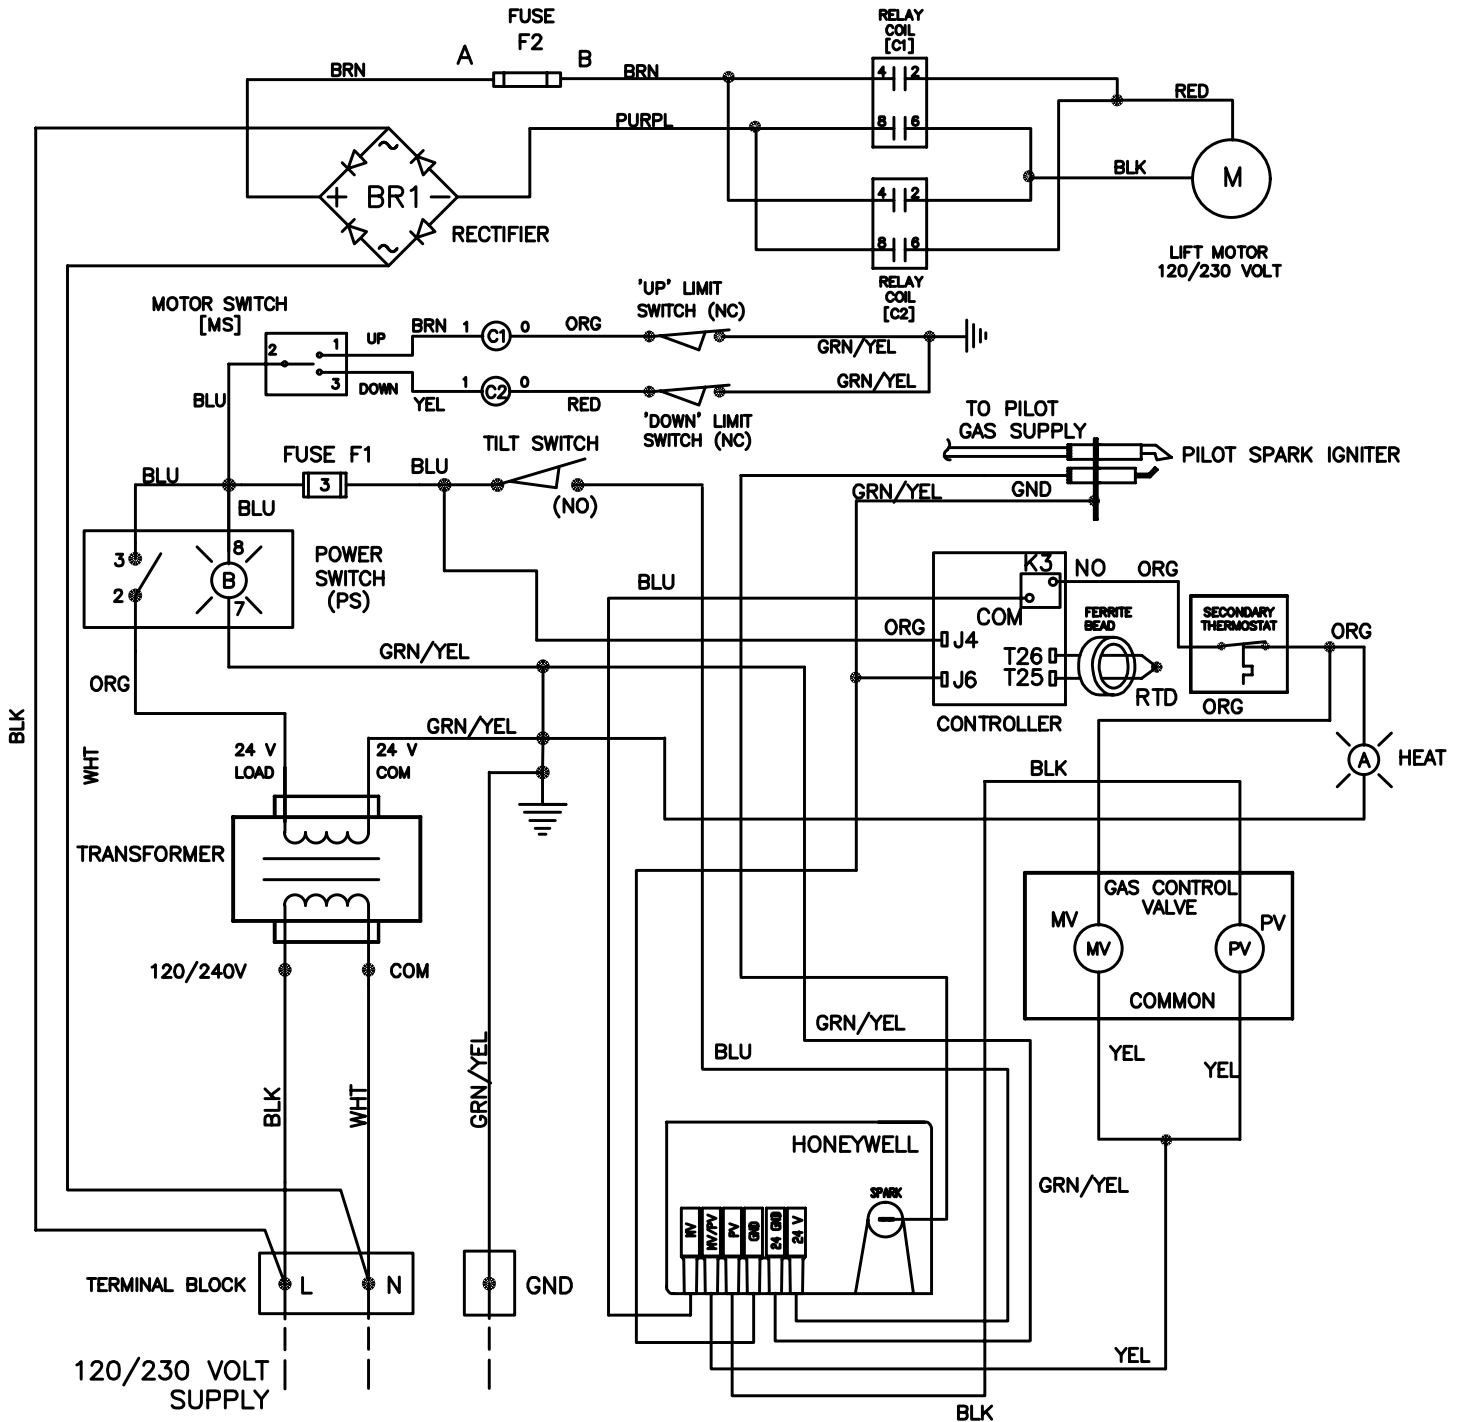 FUSE
F2
A
B
BRN
BRN
RELAY
COIL
[C1]
4
2
RED
PURPL
8
6
BLK
M
BR1
RECTIFIER
4
2
8
6
LIFT MOTOR
120/230 VOLT
RELAY
COIL
[C2]
'UP' LIMIT
SWITCH (NC)
MOTOR SWITCH
[MS]
2
1
3
UP
DOWN
BRN
1
C1
0
ORG
GRN/YEL
BLU
YEL
1
C2
0
RED
GRN/YEL
'DOWN' LIMIT
SWITCH (NC)
TILT SWITCH
(NO)
FUSE F1
3
BLU
BLU
BLU
TO PILOT
GAS SUPPLY
PILOT SPARK IGNITER
GRN/YEL
GND
3
2
8
B
7
POWER
SWITCH
(PS)
BLU
K3
NO
ORG
COM
ORG
J4
J6
T26
T25
FERRITE
BEAD
RTD
CONTROLLER
SECONDARY
THERMOSTAT
ORG
ORG
GRN/YEL
ORG
GRN/YEL
BLK
WHT
24 V
LOAD
24 V
COM
A
HEAT
BLK
TRANSFORMER
GAS CONTROL
VALVE
MV
MV
PV
PV
COMMON
120/240V
COM
GRN/YEL
BLU
YEL
YEL
BLK
WHT
GRN/YEL
HONEYWELL
SPARK
MV
MV/PV
PV
GND
24 GND
24 V
GRN/YEL
TERMINAL BLOCK
L
N
GND
YEL
120/230 VOLT
SUPPLY
BLK